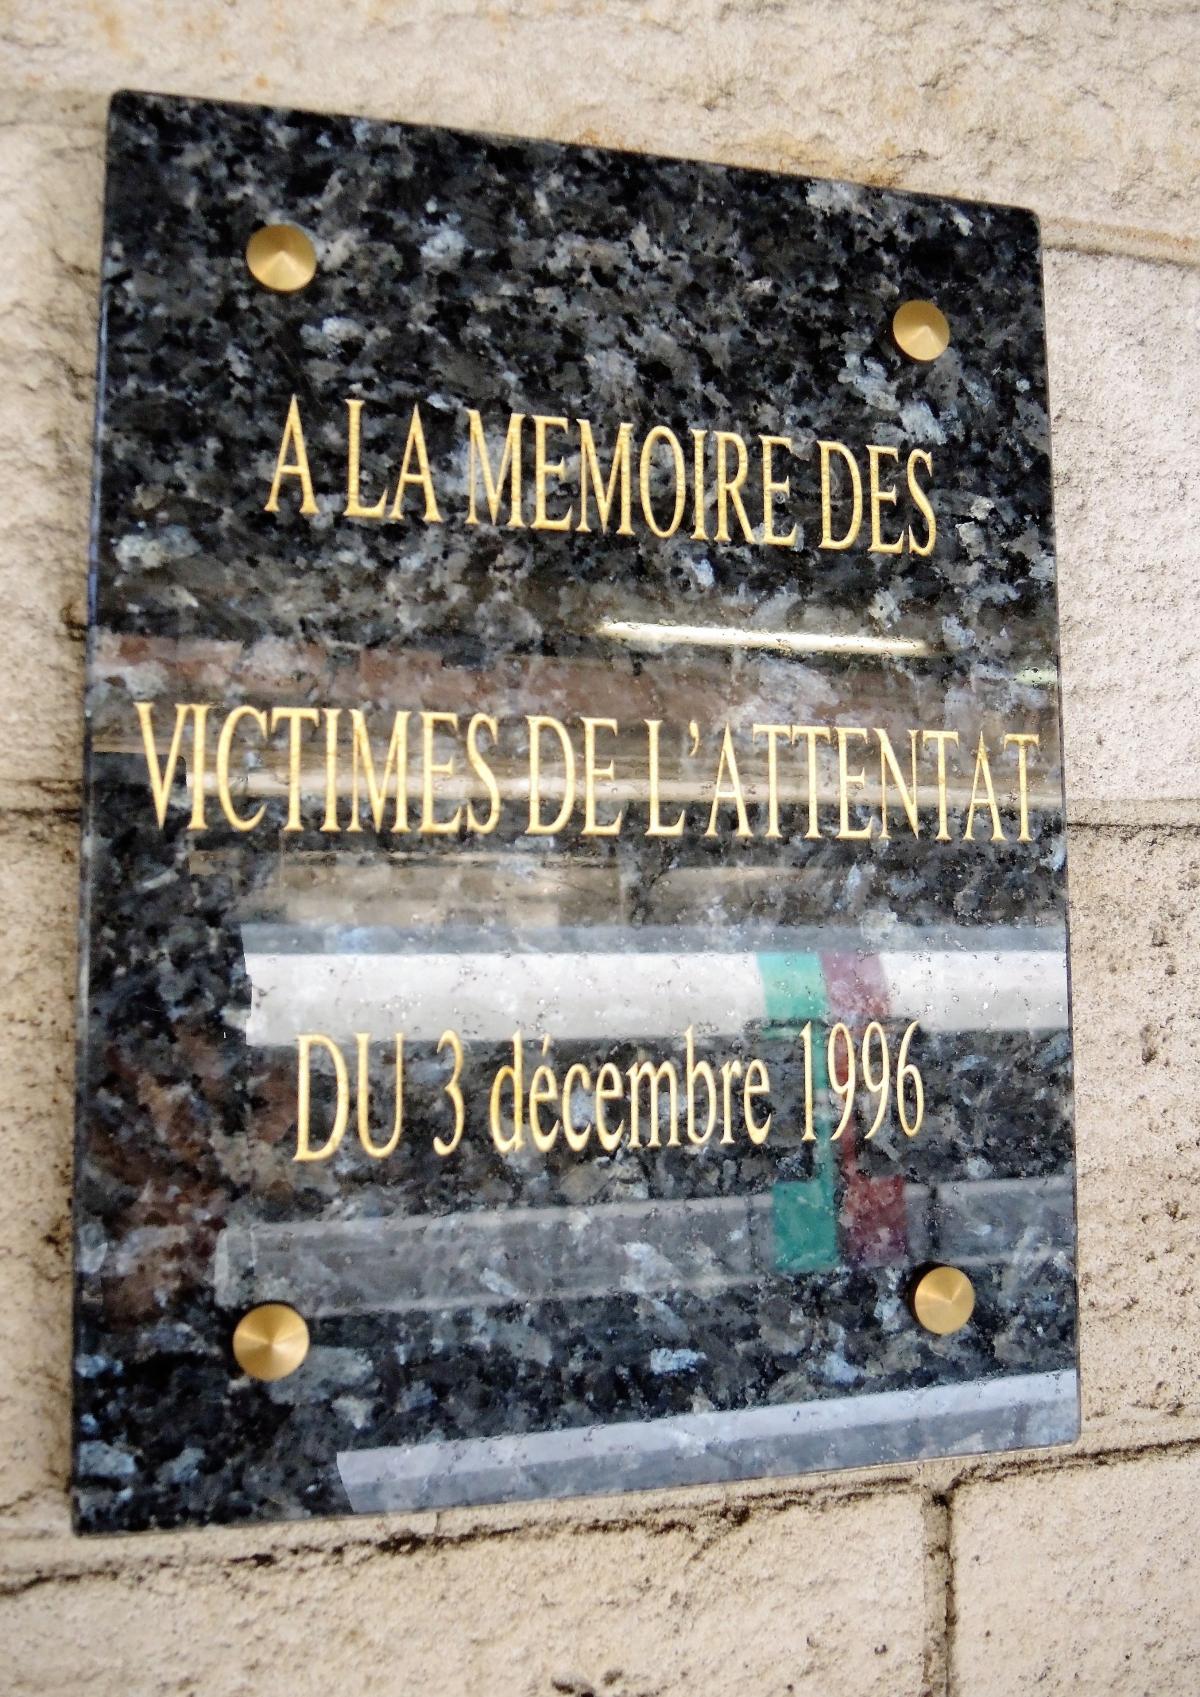 A LA MEMOIRE DES
VICTIMES DE L'ATTENTAT
DU 3 décembre 1996